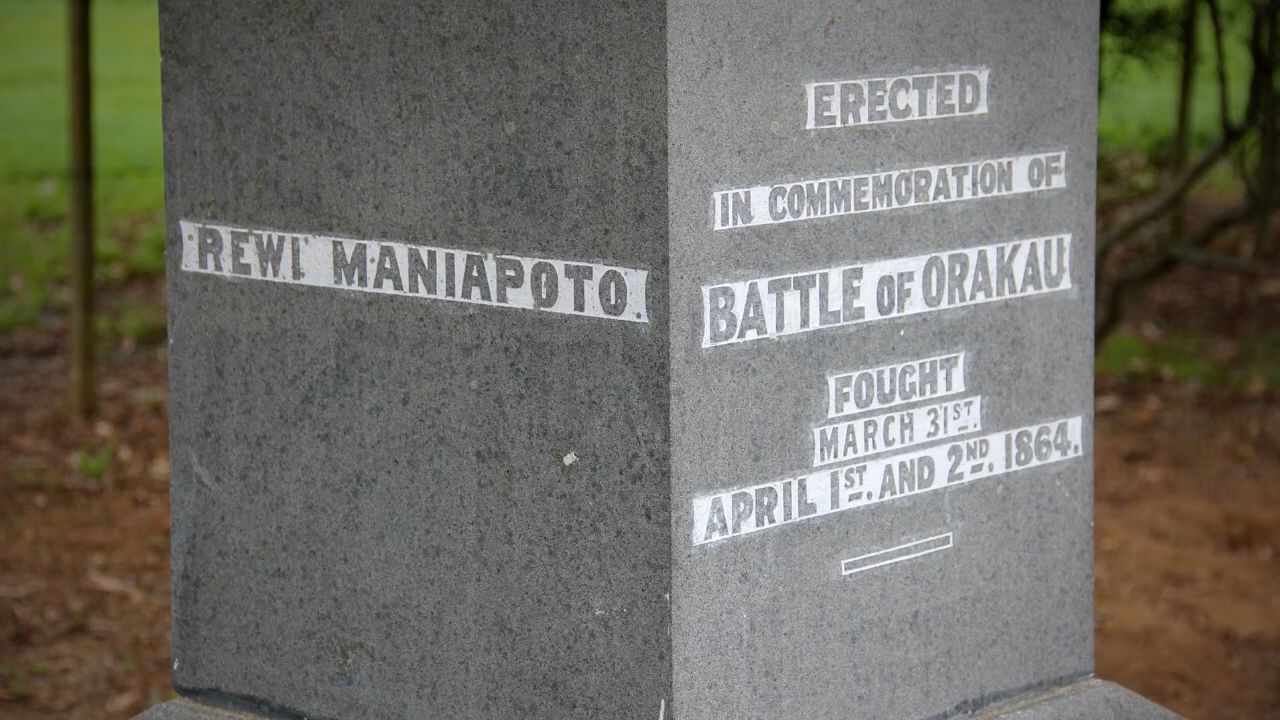 REWI MANIAPOTO.
ERECTED
IN COMMEMORATION OF
BATTLE OF ORAKAU
FOUGHT
MARCH 31ST.
APRIL 1ST. AND 2ND. 1864.